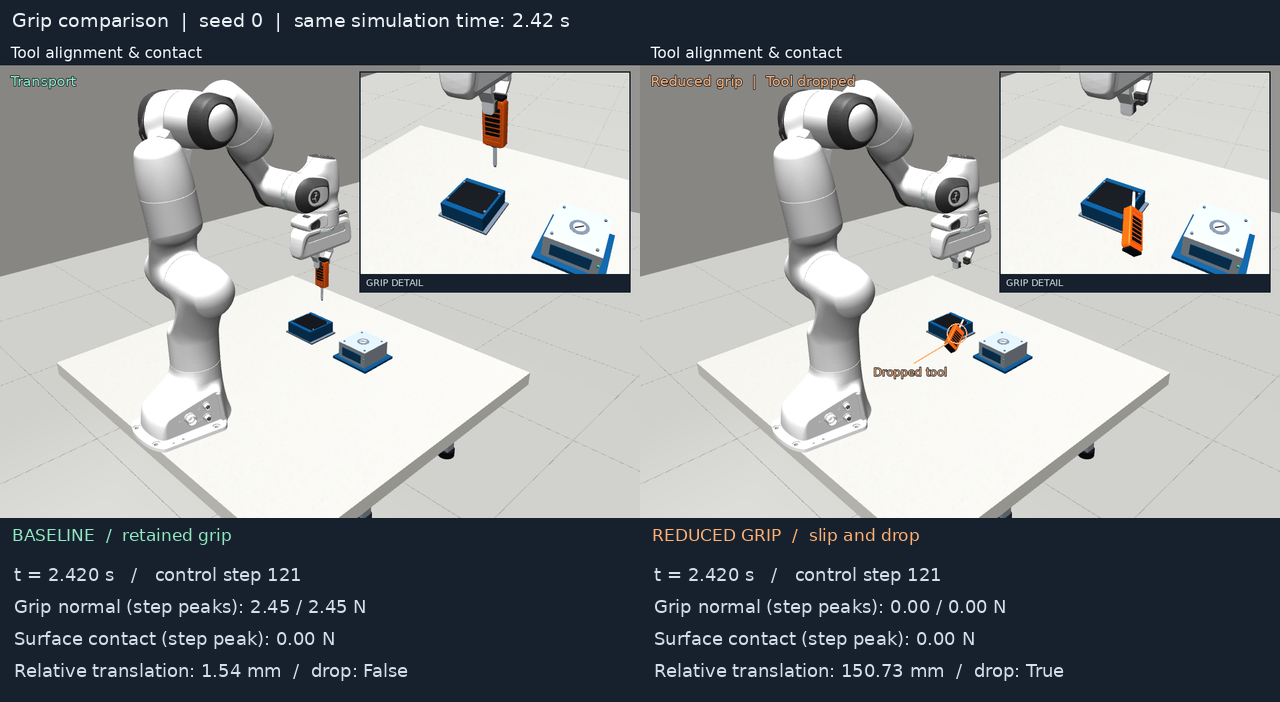 Grip comparison | seed 0 | same simulation time: 2.42 s
Tool alignment & contact
Transport
GRIP DETAIL
BASELINE / retained grip
t = 2.420 s / control step 121
Grip normal (step peaks): 2.45 / 2.45 N
Surface contact (step peak): 0.00 N
Relative translation: 1.54 mm / drop: False
Tool alignment & contact
Reduced grip | Tool dropped
GRIP DETAIL
Dropped tool
REDUCED GRIP / slip and drop
t = 2.420 s / control step 121
Grip normal (step peaks): 0.00 / 0.00 N
Surface contact (step peak): 0.00 N
Relative translation: 150.73 mm / drop: True